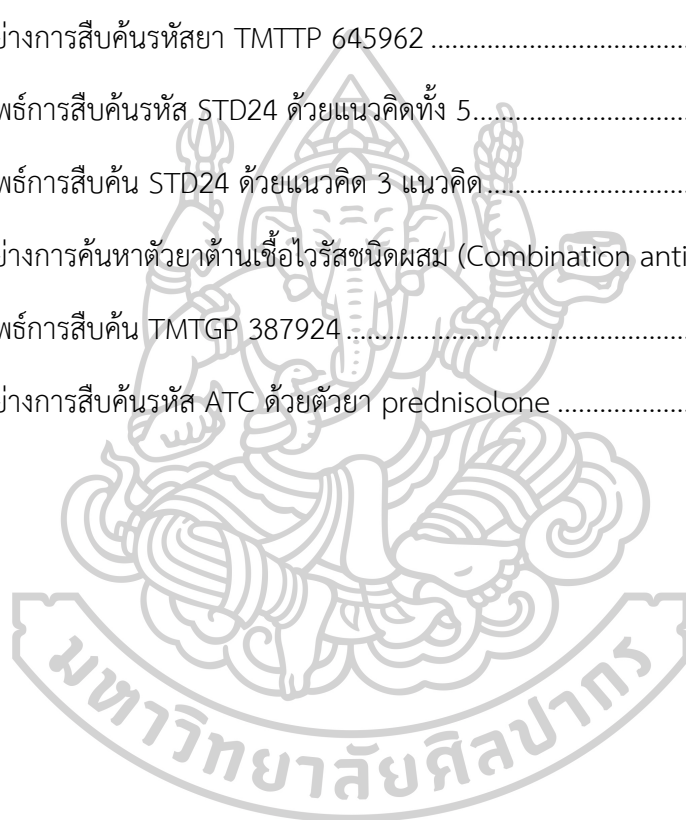 ย่างการสืบค้นรหัสยา TMTTP 645962 ........................................
พธ์การสืบค้นรหัส STD24 ด้วยแนวคิดทั้ง 5..................................
พธ์การสืบค้น STD24 ด้วยแนวคิด 3 แนวคิด................................
ย่างการค้นหาตัวยาต้านเชื้อไวรัสชนิดผสม (Combination anti
พธ์การสืบค้น TMTGP 387924 ......................................................
ย่างการสืบค้นรหัส ATC ด้วยตัวยา prednisolone .....................
มหาวิทยาลัยศิลปากร